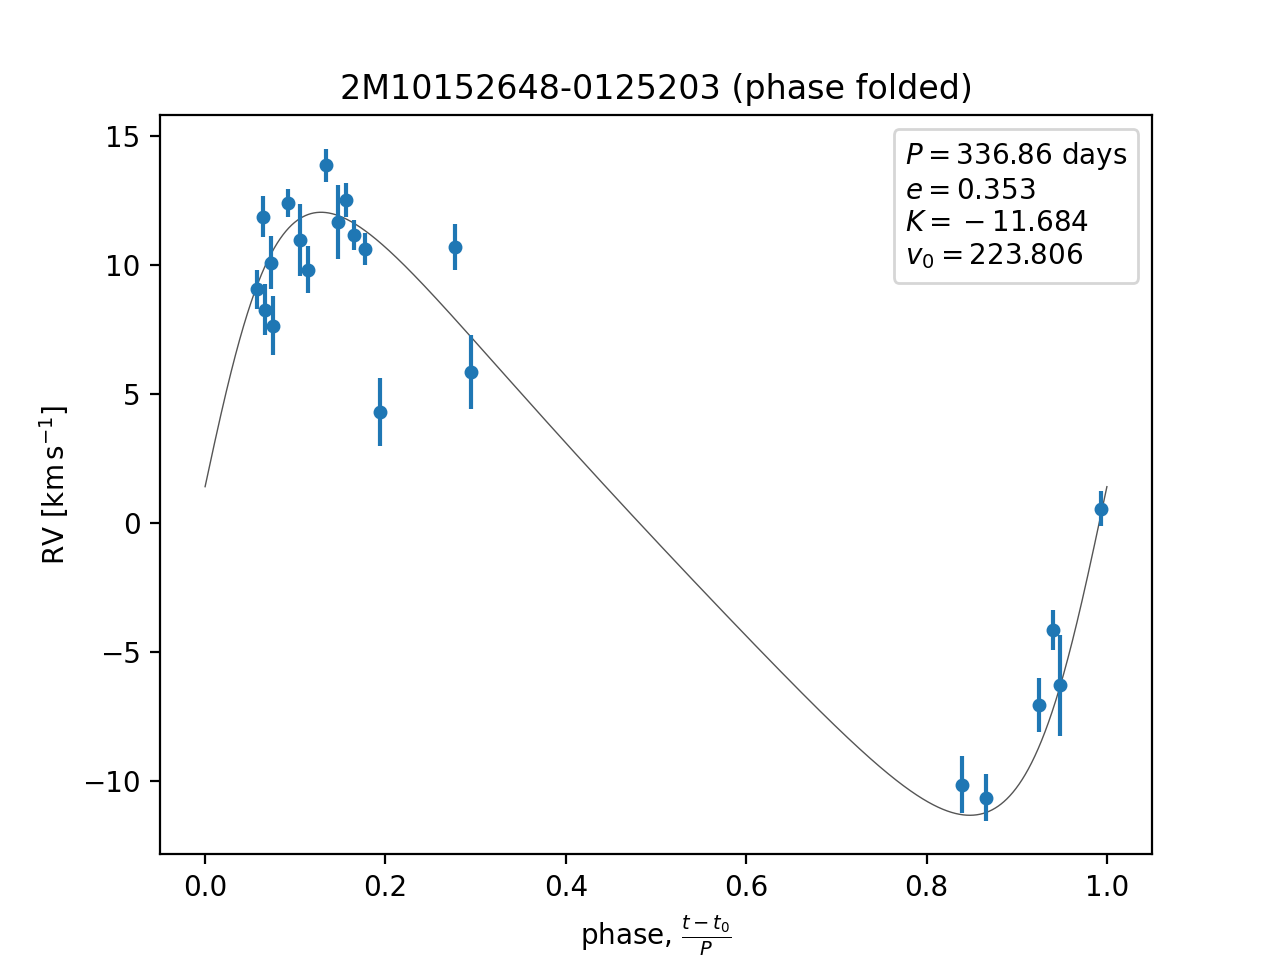 2M10152648-0125203 (phase folded)
P = 336.86 days
e = 0.353
K = −11.684
v₀ = 223.806
15
10
5
0
−5
−10
RV [km s⁻¹]
0.0 0.2 0.4 0.6 0.8 1.0
phase, (t − t₀)/P